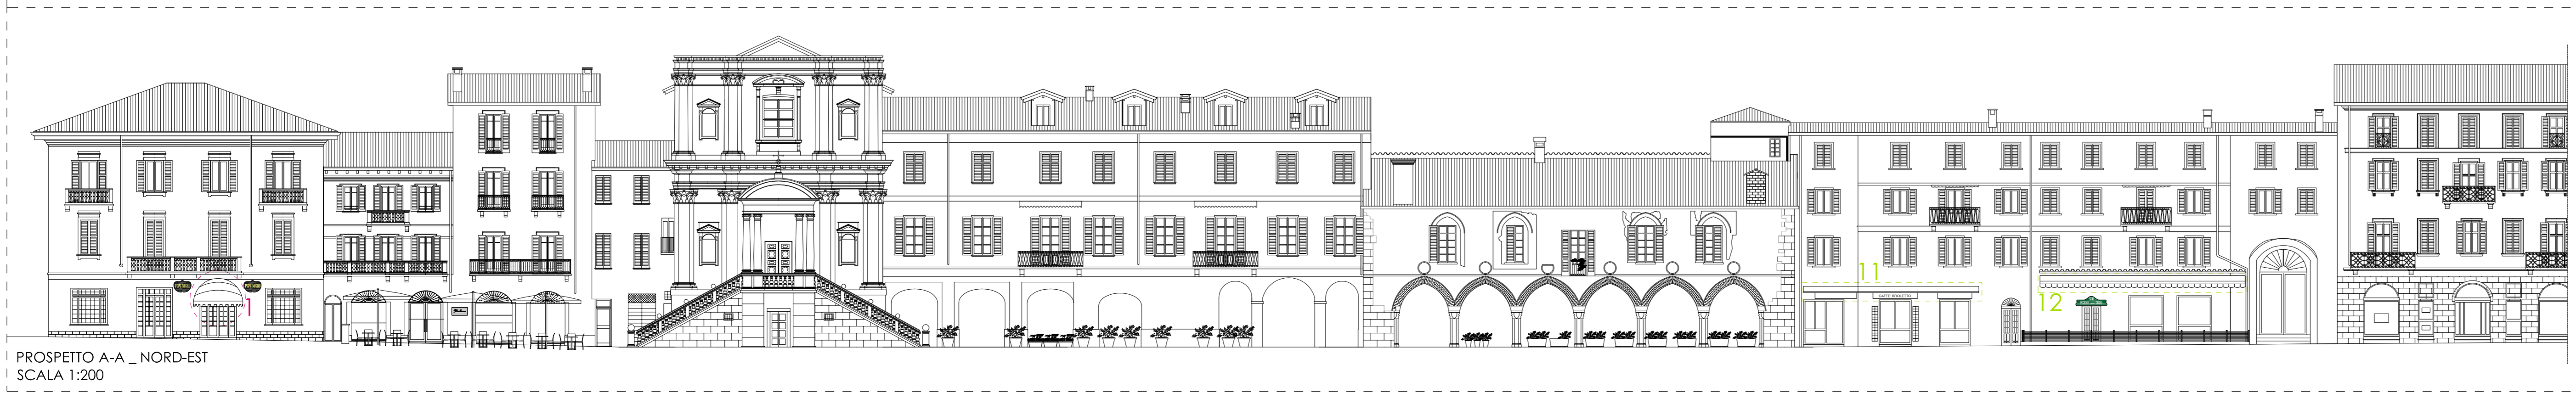 1
11
CAFFE' BROLETTO
12
PROSPETTO A-A _ NORD-EST
SCALA 1:200